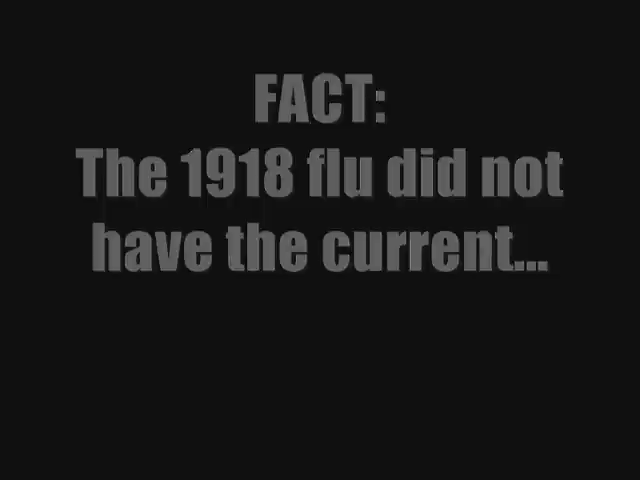 FACT:
The 1918 flu did not
have the current...